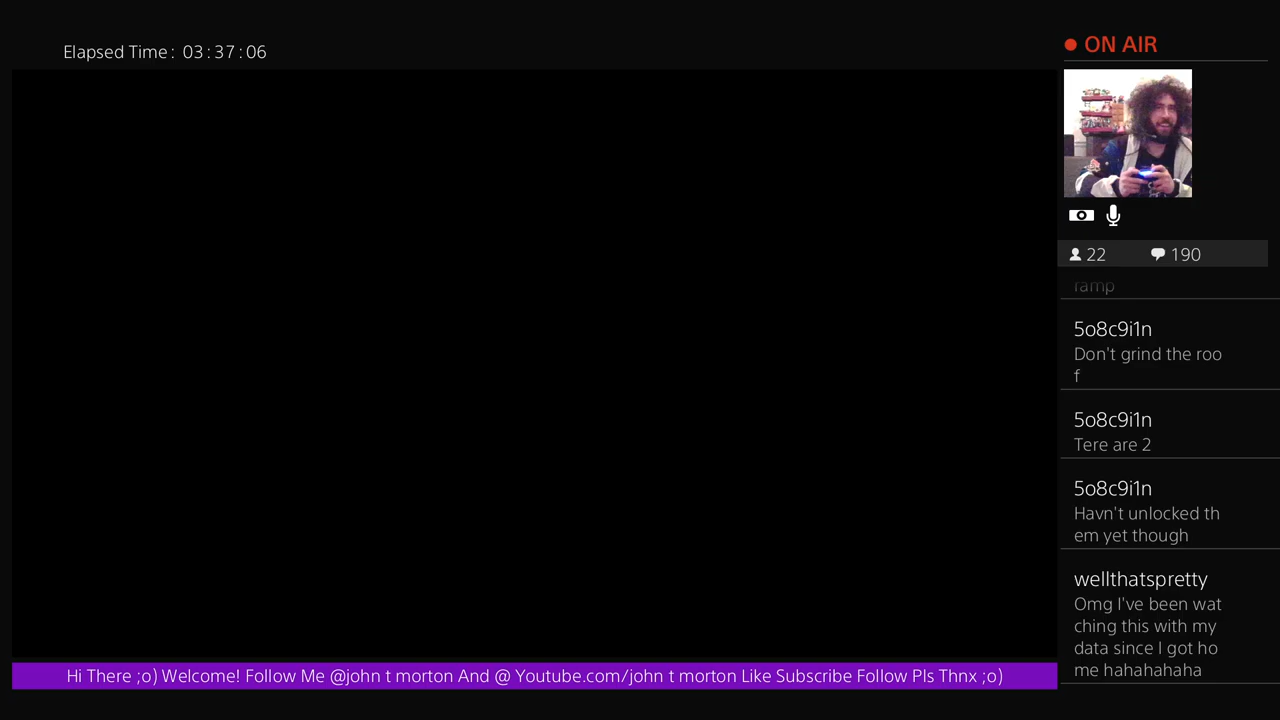 Elapsed Time: 03:37:06
ON AIR
22 190
ramp
5o8c9i1n
Don't grind the roo
f
5o8c9i1n
Tere are 2
5o8c9i1n
Havn't unlocked th
em yet though
wellthatspretty
Omg I've been wat
ching this with my
data since I got ho
me hahahahaha
Hi There ;o) Welcome! Follow Me @john t morton And @ Youtube.com/john t morton Like Subscribe Follow Pls Thnx ;o)